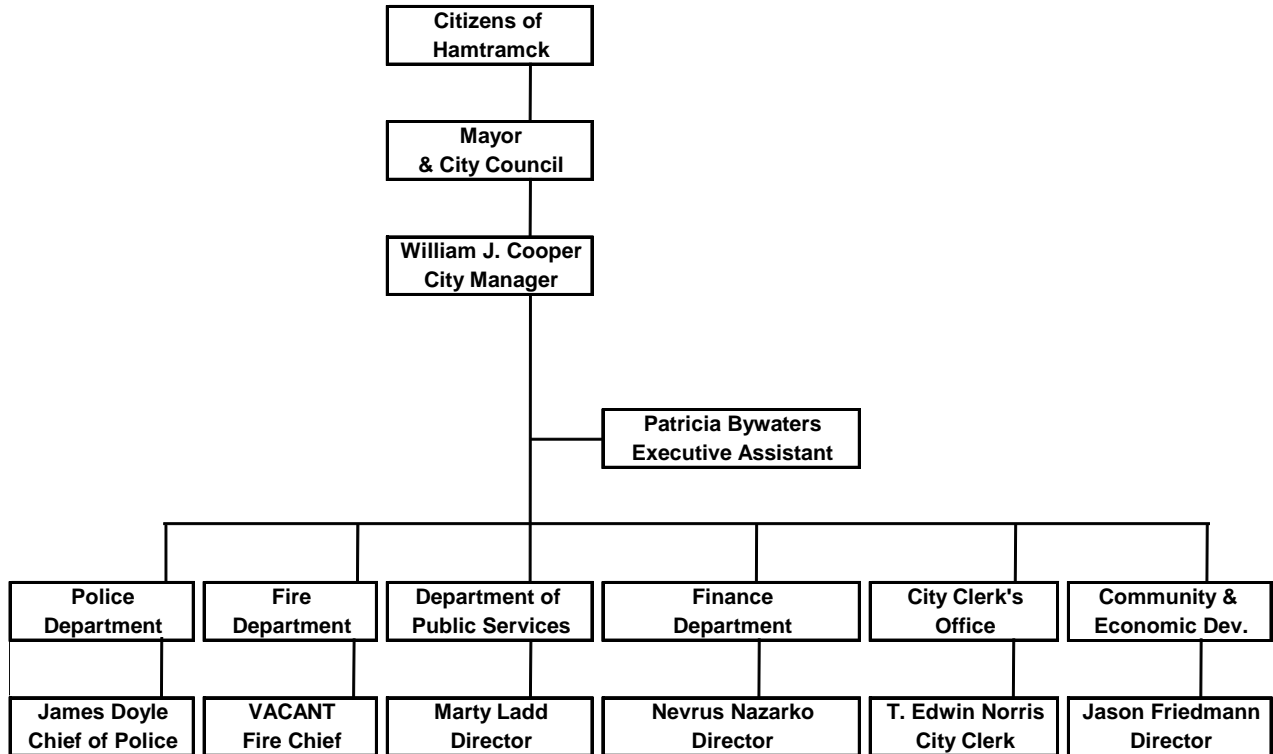 Citizens of
Hamtramck
Mayor
& City Council
William J. Cooper
City Manager
Patricia Bywaters
Executive Assistant
Police
Department
Fire
Department
Department of
Public Services
Finance
Department
City Clerk's
Office
Community &
Economic Dev.
James Doyle
Chief of Police
VACANT
Fire Chief
Marty Ladd
Director
Nevrus Nazarko
Director
T. Edwin Norris
City Clerk
Jason Friedmann
Director